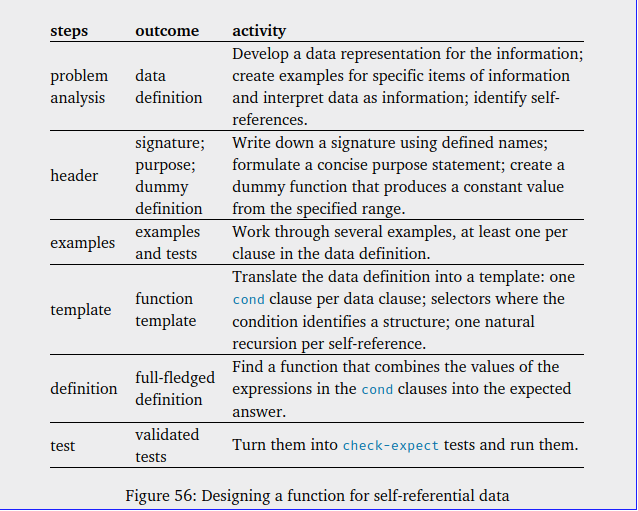 steps outcome activity
problem analysis data definition Develop a data representation for the information;
create examples for specific items of information
and interpret data as information; identify self-
references.
header signature; purpose; dummy definition Write down a signature using defined names;
formulate a concise purpose statement; create a
dummy function that produces a constant value
from the specified range.
examples examples and tests Work through several examples, at least one per
clause in the data definition.
template function template Translate the data definition into a template: one
cond clause per data clause; selectors where the
condition identifies a structure; one natural
recursion per self-reference.
definition full-fledged definition Find a function that combines the values of the
expressions in the cond clauses into the expected
answer.
test validated tests Turn them into check-expect tests and run them.
Figure 56: Designing a function for self-referential data